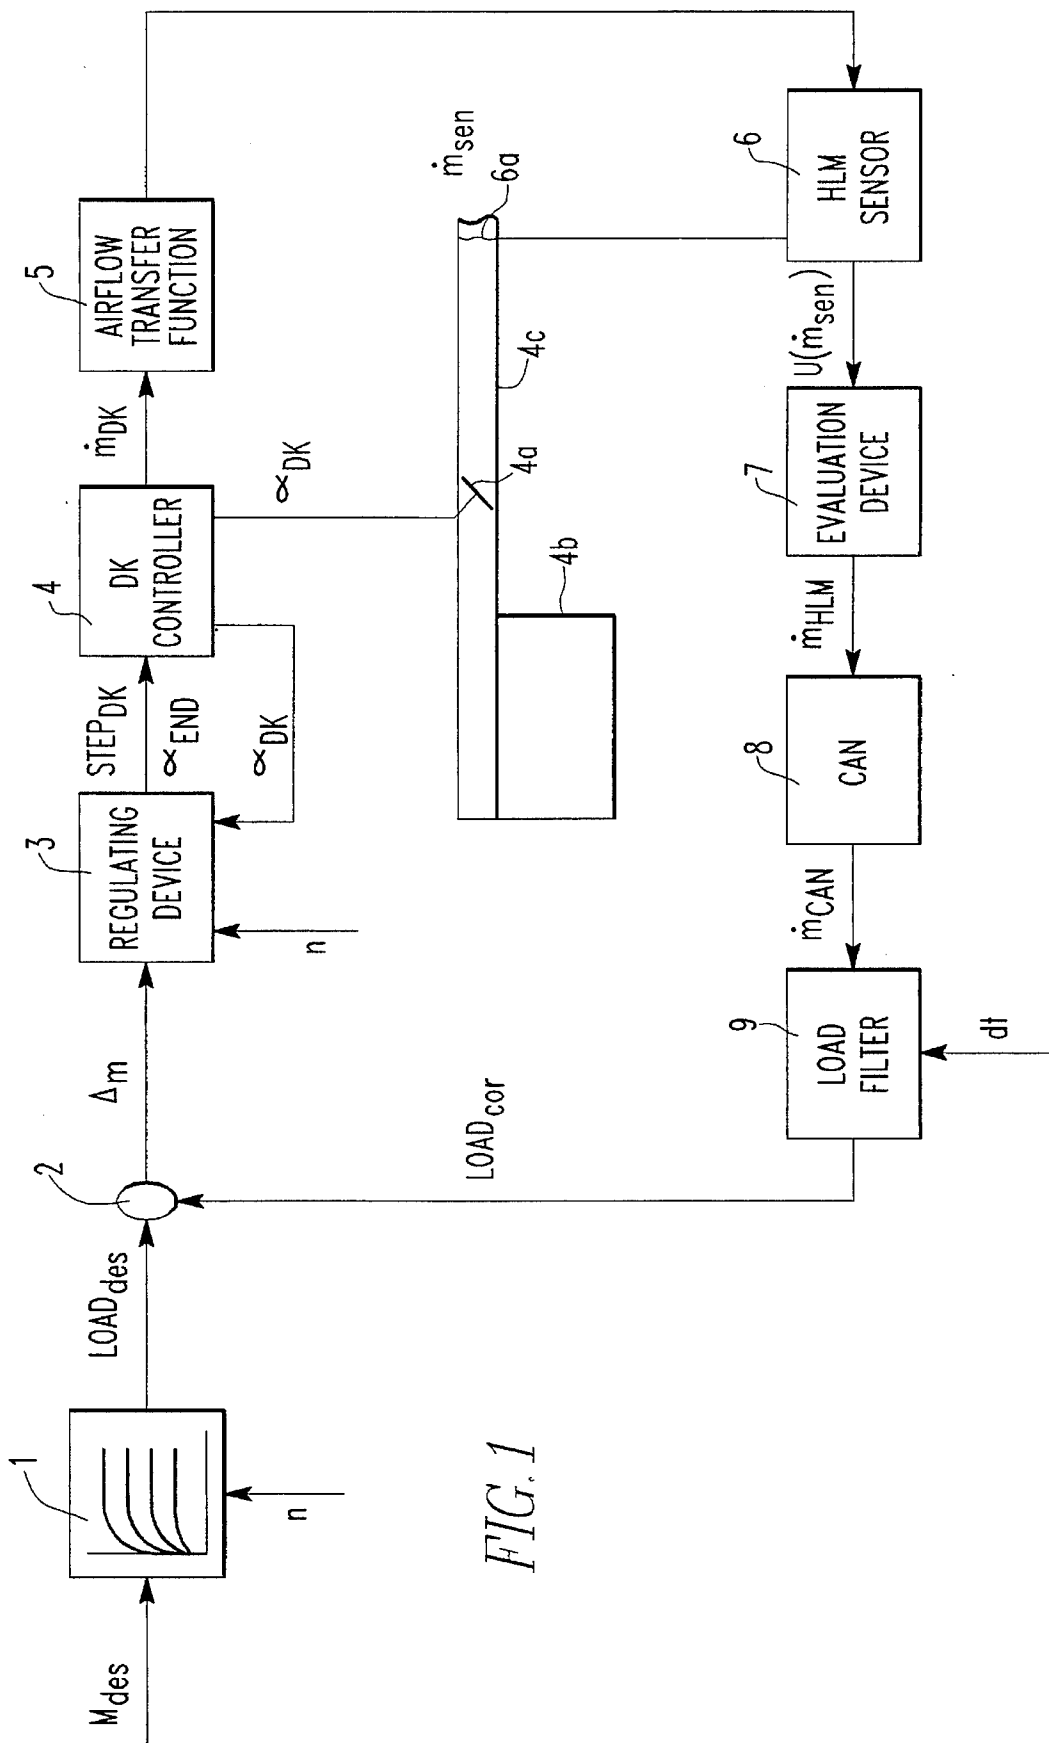 M_des
1
n
LOAD_des
2
Δm
3
REGULATING
DEVICE
n
STEP_DK
∝_END
∝_DK
4
DK
CONTROLLER
∝_DK
ṁ_DK
5
AIRFLOW
TRANSFER
FUNCTION
ṁ_sen
6a
4c
4a
4b
6
HLM
SENSOR
U(ṁ_sen)
7
EVALUATION
DEVICE
ṁ_HLM
8
CAN
ṁ_CAN
9
LOAD
FILTER
dt
LOAD_cor
FIG. 1